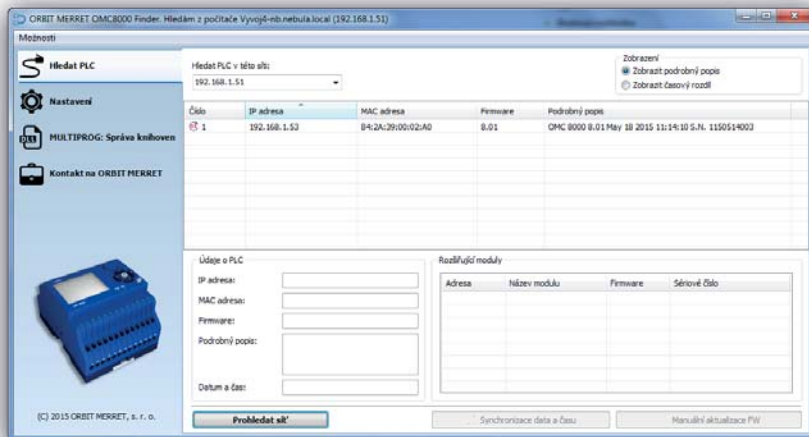 ORBIT MERRET OMC8000 Finder. Hledám z počítače Vyvoj4-nb.nebula.local (192.168.1.51)
Možnosti
Hledat PLC
Nastavení
MULTIPROG: Správa knihoven
Kontakt na ORBIT MERRET
(C) 2015 ORBIT MERRET, s. r. o.
Hledat PLC v této síti:
192.168.1.51
Zobrazení
Zobrazit podrobný popis
Zobrazit časový rozdíl
Číslo IP adresa MAC adresa Firmware Podrobný popis
1 192.168.1.53 B4:2A:39:00:02:A0 8.01 OMC 8000 8.01 May 18 2015 11:14:10 S.N. 1150514003
Údaje o PLC
IP adresa:
MAC adresa:
Firmware:
Podrobný popis:
Datum a čas:
Rozšiřující moduly
Adresa Název modulu Firmware Sériové číslo
Prohledat síť
Synchronizace data a času
Manuální aktualizace FW